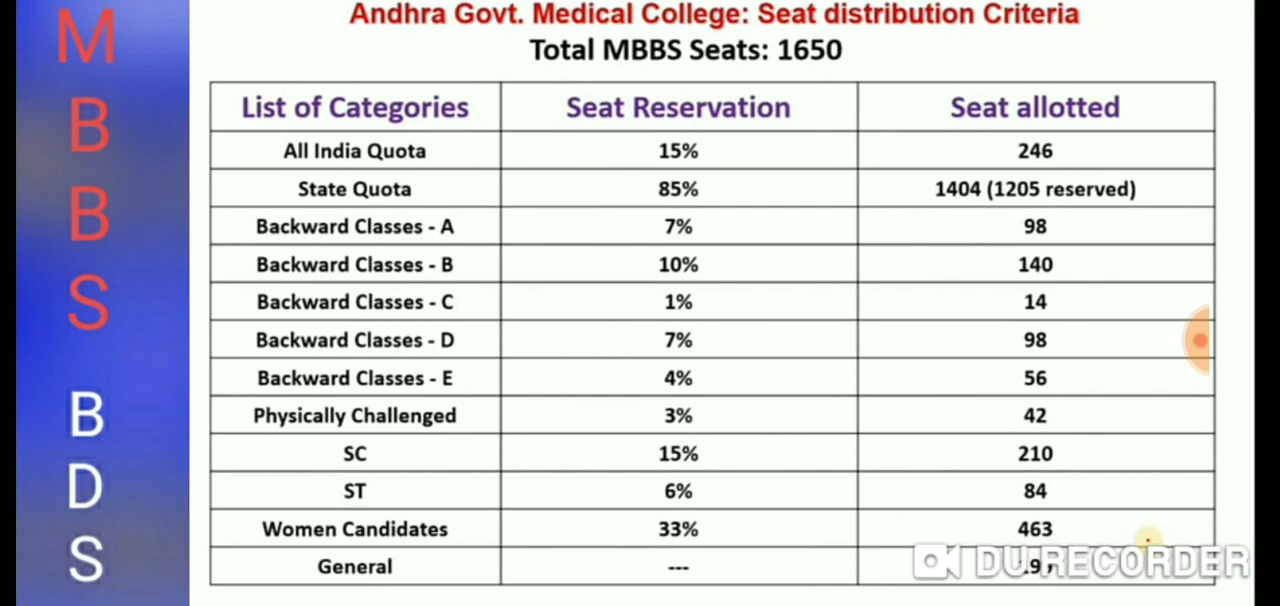 M
B
B
S
B
D
S
Andhra Govt. Medical College: Seat distribution Criteria
Total MBBS Seats: 1650
List of Categories Seat Reservation Seat allotted
All India Quota 15% 246
State Quota 85% 1404 (1205 reserved)
Backward Classes - A 7% 98
Backward Classes - B 10% 140
Backward Classes - C 1% 14
Backward Classes - D 7% 98
Backward Classes - E 4% 56
Physically Challenged 3% 42
SC 15% 210
ST 6% 84
Women Candidates 33% 463
General ---
DU RECORDER